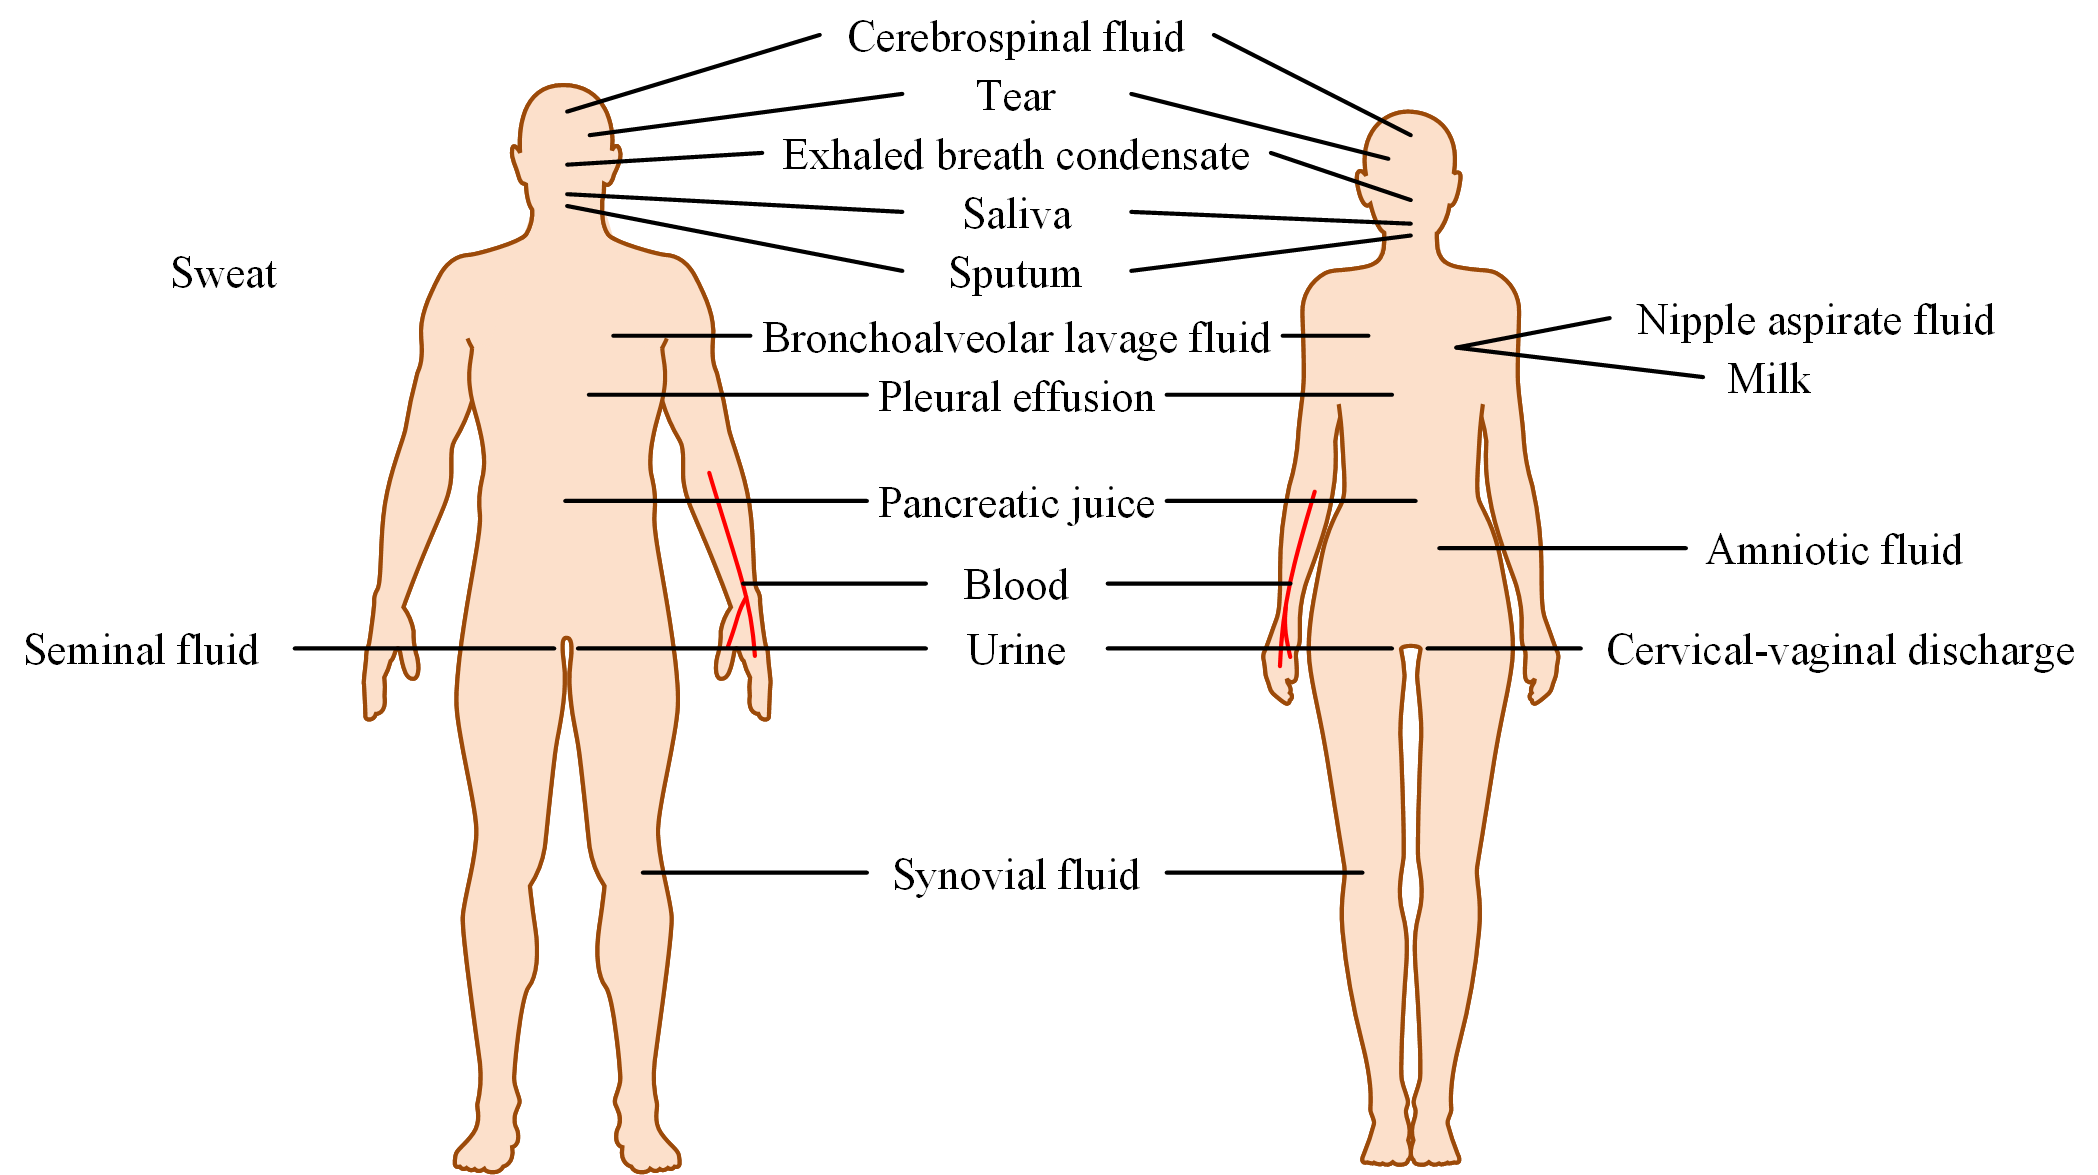 Cerebrospinal fluid
Tear
Exhaled breath condensate
Saliva
Sputum
Sweat
Nipple aspirate fluid
Bronchoalveolar lavage fluid
Milk
Pleural effusion
Pancreatic juice
Amniotic fluid
Blood
Seminal fluid
Urine
Cervical-vaginal discharge
Synovial fluid